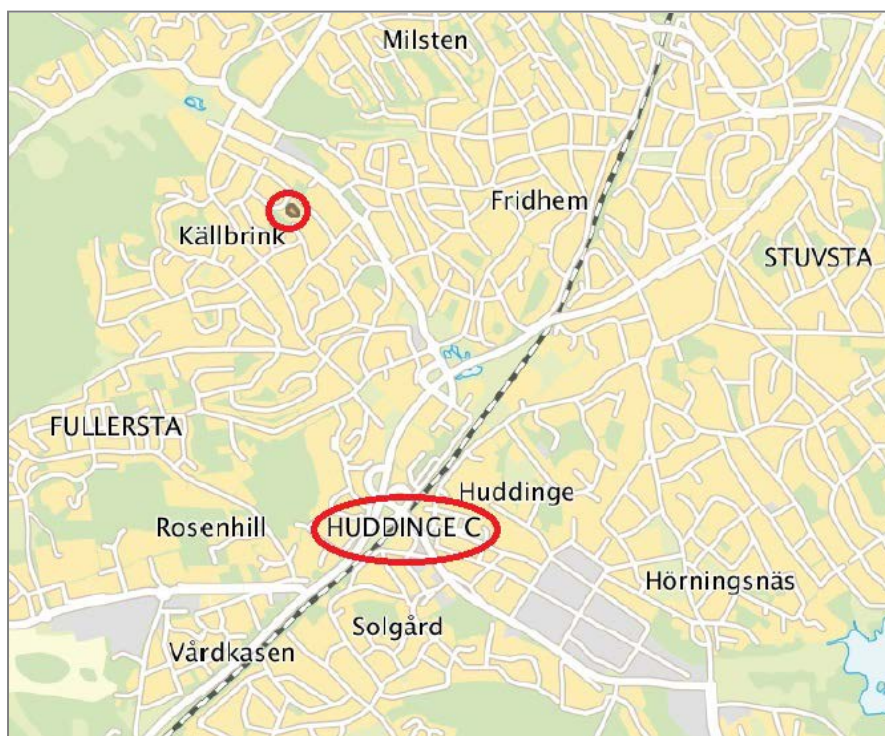 Milsten
Fridhem
Källbrink
STUVSTA
FULLERSTA
Huddinge
Rosenhill
HUDDINGE C
Hörningsnäs
Solgård
Vårdkasen